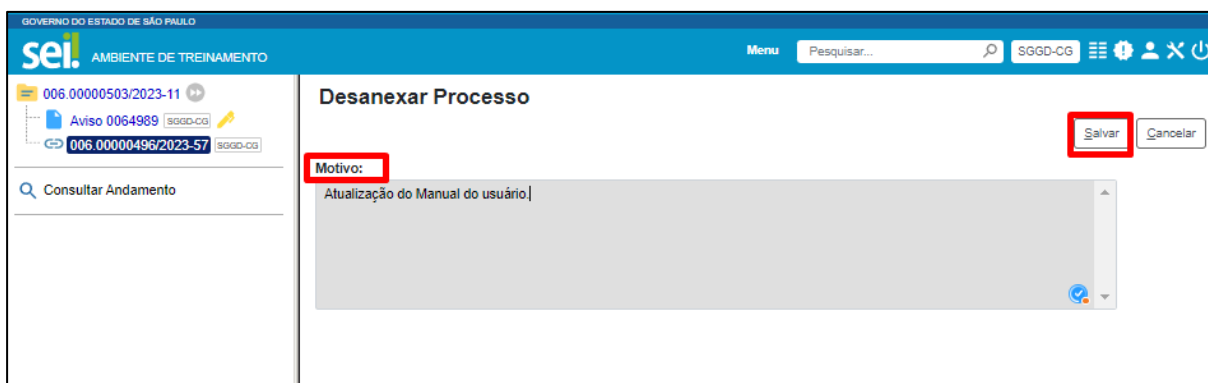 GOVERNO DO ESTADO DE SÃO PAULO
sei! AMBIENTE DE TREINAMENTO
Menu Pesquisar... SGGD-CG
006.00000503/2023-11
Aviso 0064989 SGGD-CG
006.00000496/2023-57 SGGD-CG
Consultar Andamento
Desanexar Processo
Salvar Cancelar
Motivo:
Atualização do Manual do usuário.